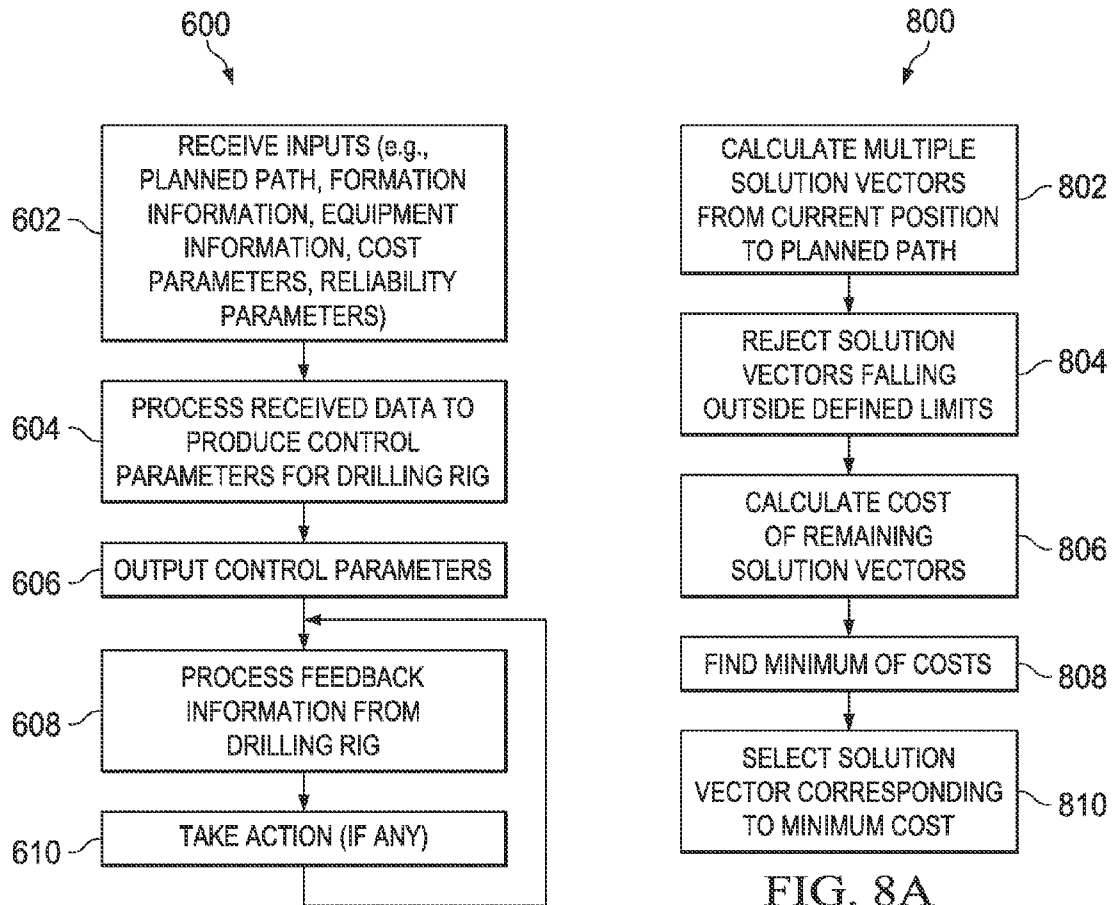 600
602
RECEIVE INPUTS (e.g.,
PLANNED PATH, FORMATION
INFORMATION, EQUIPMENT
INFORMATION, COST
PARAMETERS, RELIABILITY
PARAMETERS)
604
PROCESS RECEIVED DATA TO
PRODUCE CONTROL
PARAMETERS FOR DRILLING RIG
606
OUTPUT CONTROL PARAMETERS
608
PROCESS FEEDBACK
INFORMATION FROM
DRILLING RIG
610
TAKE ACTION (IF ANY)
800
CALCULATE MULTIPLE
SOLUTION VECTORS
FROM CURRENT POSITION
TO PLANNED PATH
802
REJECT SOLUTION
VECTORS FALLING
OUTSIDE DEFINED LIMITS
804
CALCULATE COST
OF REMAINING
SOLUTION VECTORS
806
FIND MINIMUM OF COSTS
808
SELECT SOLUTION
VECTOR CORRESPONDING
TO MINIMUM COST
810
FIG. 8A